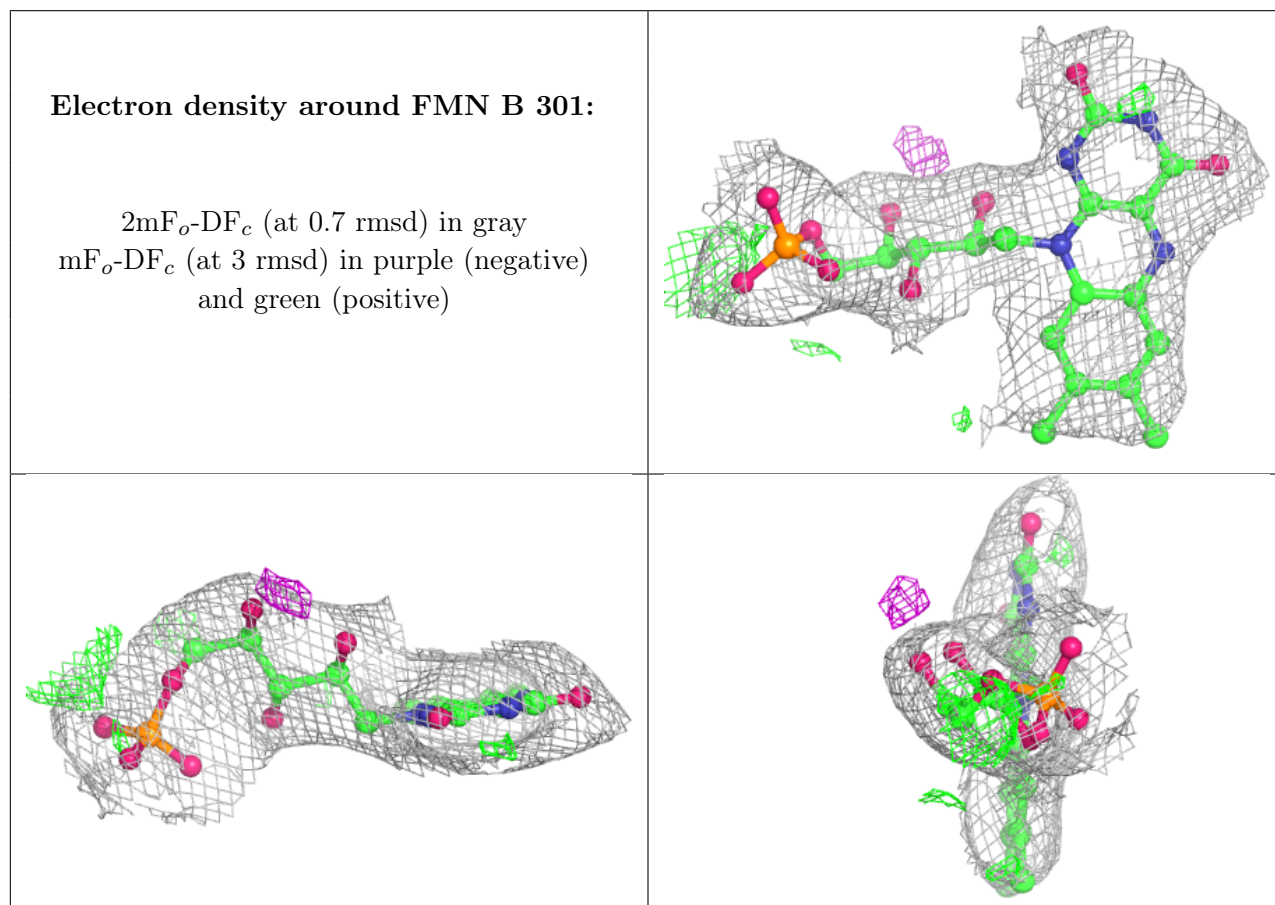 Electron density around FMN B 301:
2mFo-DFc (at 0.7 rmsd) in gray
mFo-DFc (at 3 rmsd) in purple (negative)
and green (positive)